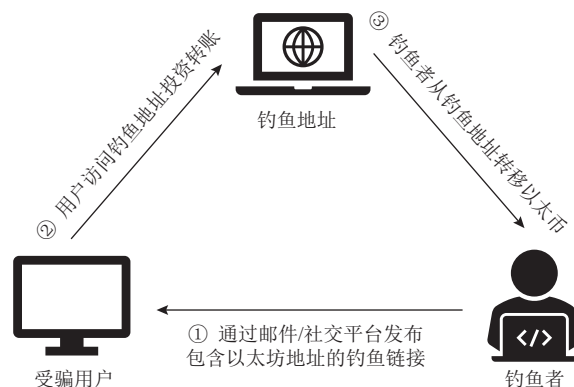 ③ 钓鱼者从钓鱼地址转移以太币
② 用户访问钓鱼地址投资转账
钓鱼地址
① 通过邮件/社交平台发布
包含以太坊地址的钓鱼链接
</>
受骗用户
钓鱼者